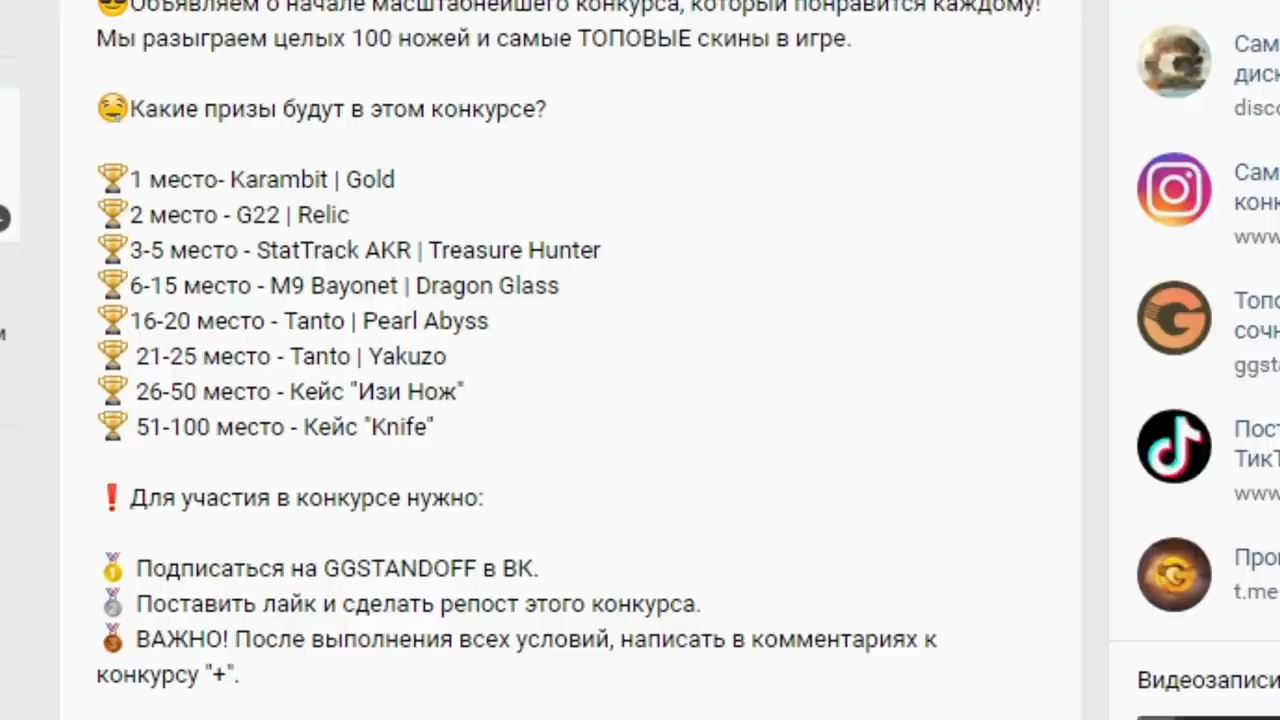 😎Объявляем о начале масштабнейшего конкурса, который понравится каждому!
Мы разыграем целых 100 ножей и самые ТОПОВЫЕ скины в игре.
🤤Какие призы будут в этом конкурсе?
🏆1 место- Karambit | Gold
🏆2 место - G22 | Relic
🏆3-5 место - StatTrack AKR | Treasure Hunter
🏆6-15 место - M9 Bayonet | Dragon Glass
🏆16-20 место - Tanto | Pearl Abyss
🏆 21-25 место - Tanto | Yakuzo
🏆 26-50 место - Кейс "Изи Нож"
🏆 51-100 место - Кейс "Knife"
❗ Для участия в конкурсе нужно:
🥇 Подписаться на GGSTANDOFF в ВК.
🥈 Поставить лайк и сделать репост этого конкурса.
🥉 ВАЖНО! После выполнения всех условий, написать в комментариях к
конкурсу "+".
Сам
диск
disco
Сам
конк
www
Топо
сочн
ggsta
Пост
ТикТ
www
Про
t.me
Видеозаписи